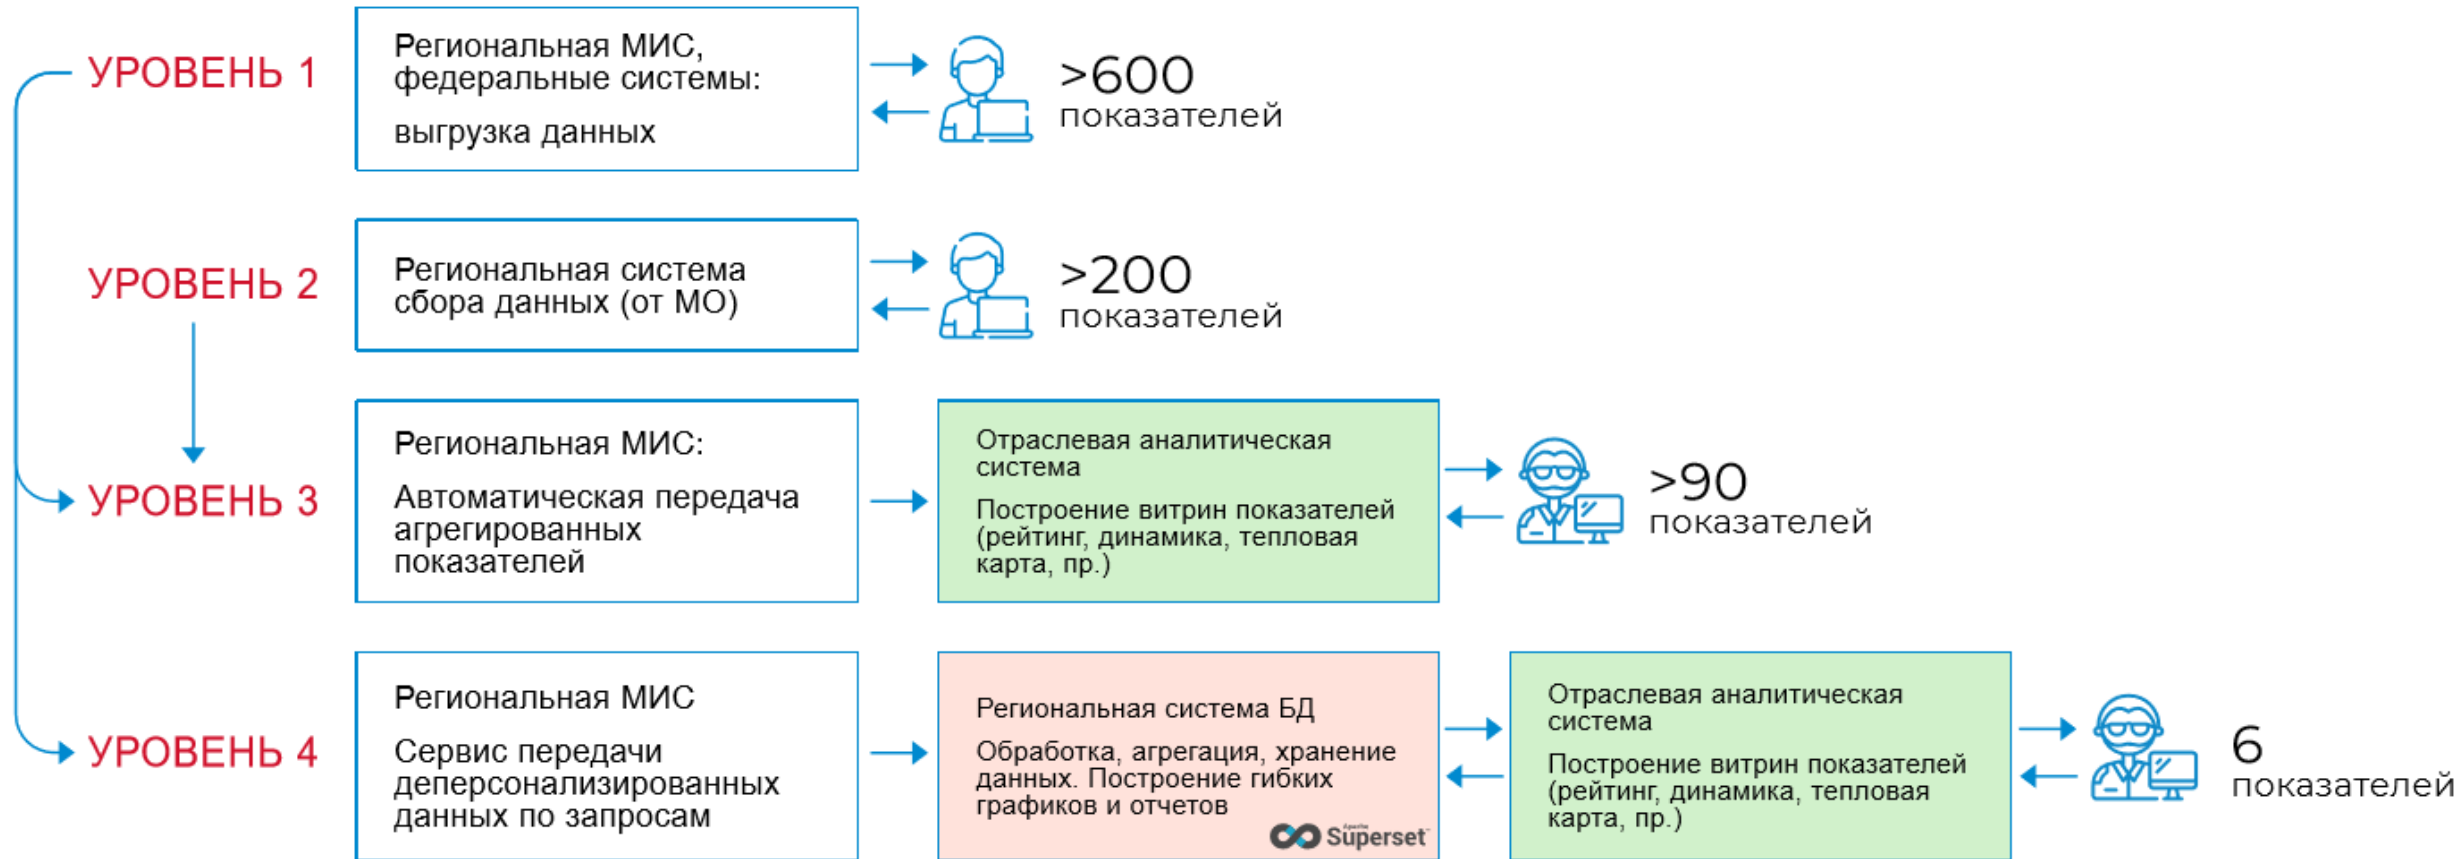 УРОВЕНЬ 1
Региональная МИС,
федеральные системы:
выгрузка данных
>600
показателей
УРОВЕНЬ 2
Региональная система
сбора данных (от МО)
>200
показателей
УРОВЕНЬ 3
Региональная МИС:
Автоматическая передача
агрегированных
показателей
Отраслевая аналитическая
система
Построение витрин показателей
(рейтинг, динамика, тепловая
карта, пр.)
>90
показателей
УРОВЕНЬ 4
Региональная МИС
Сервис передачи
деперсонализированных
данных по запросам
Региональная система БД
Обработка, агрегация, хранение
данных. Построение гибких
графиков и отчетов
Apache
Superset
Отраслевая аналитическая
система
Построение витрин показателей
(рейтинг, динамика, тепловая
карта, пр.)
6
показателей